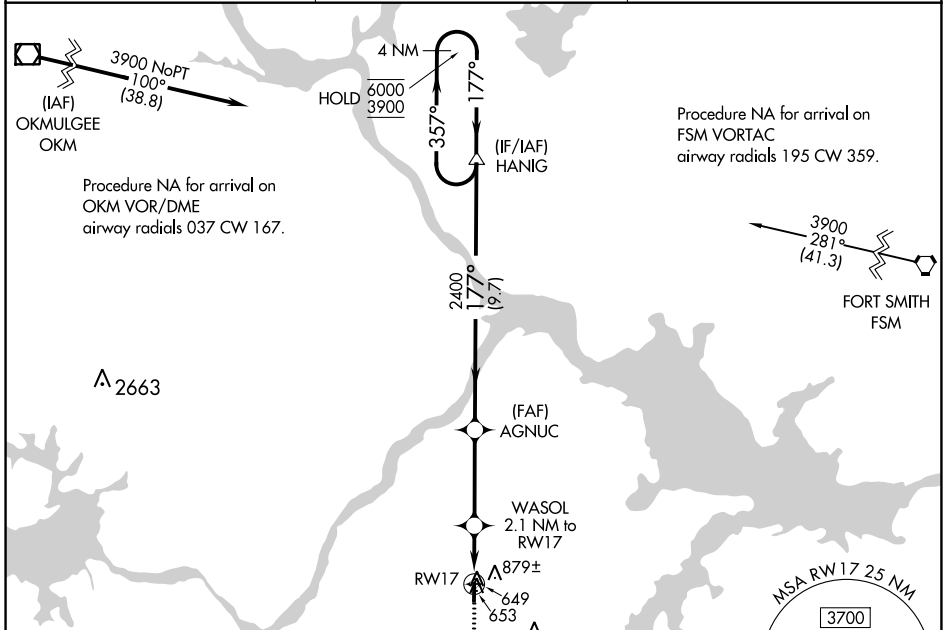 3900 NoPT
100°
(38.8)
(IAF)
OKMULGEE
OKM
4 NM
HOLD
6000
3900
357°
177°
(IF/IAF)
HANIG
Procedure NA for arrival on
FSM VORTAC
airway radials 195 CW 359.
Procedure NA for arrival on
OKM VOR/DME
airway radials 037 CW 167.
3900
281°
(41.3)
FORT SMITH
FSM
2400
177°
(9.7)
2663
(FAF)
AGNUC
WASOL
2.1 NM to
RW17
RW17
879±
649
653
MSA RW17 25 NM
3700